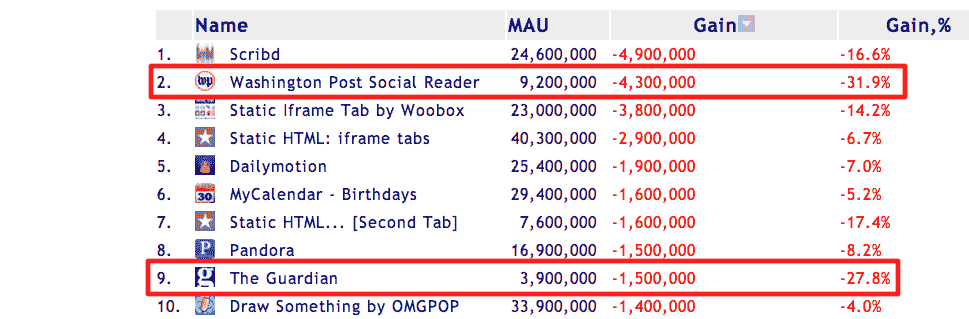 Name MAU Gain Gain,%
1. Scribd 24,600,000 -4,900,000 -16.6%
2. wp Washington Post Social Reader 9,200,000 -4,300,000 -31.9%
3. Static Iframe Tab by Woobox 23,000,000 -3,800,000 -14.2%
4. Static HTML: iframe tabs 40,300,000 -2,900,000 -6.7%
5. Dailymotion 25,400,000 -1,900,000 -7.0%
6. 30 MyCalendar - Birthdays 29,400,000 -1,600,000 -5.2%
7. Static HTML... [Second Tab] 7,600,000 -1,600,000 -17.4%
8. P Pandora 16,900,000 -1,500,000 -8.2%
9. g The Guardian 3,900,000 -1,500,000 -27.8%
10. Draw Something by OMGPOP 33,900,000 -1,400,000 -4.0%